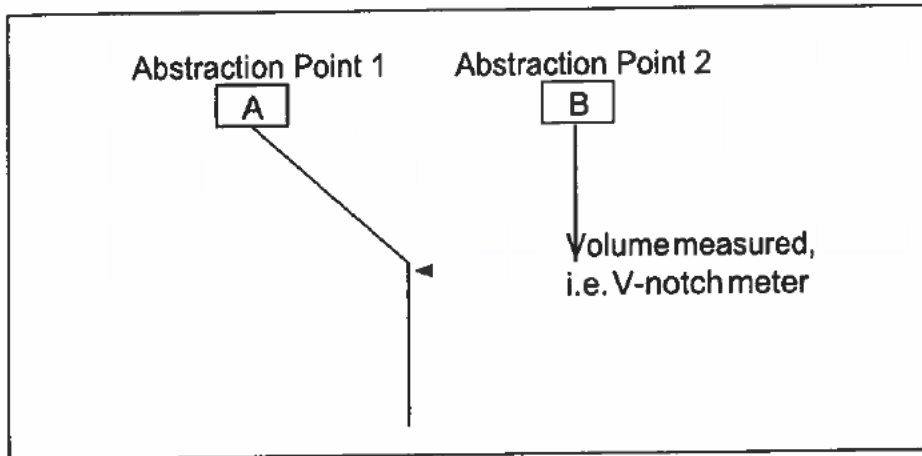 Abstraction Point 1
Abstraction Point 2
A
B
Volume measured,
i.e. V-notch meter